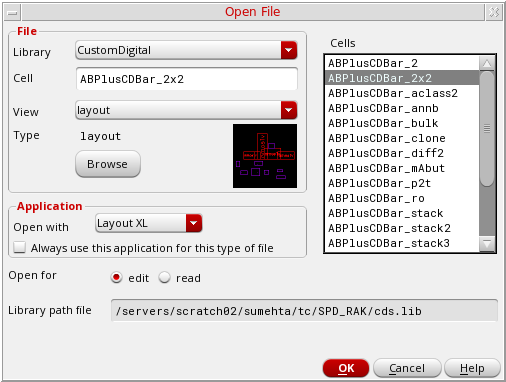 Open File
File
Library CustomDigital
Cell ABPlusCDBar_2x2
View layout
Type layout
Browse
Application
Open with Layout XL
Always use this application for this type of file
Cells
ABPlusCDBar_2
ABPlusCDBar_2x2
ABPlusCDBar_aclass2
ABPlusCDBar_annb
ABPlusCDBar_bulk
ABPlusCDBar_clone
ABPlusCDBar_diff2
ABPlusCDBar_mAbut
ABPlusCDBar_p2t
ABPlusCDBar_ro
ABPlusCDBar_stack
ABPlusCDBar_stack2
ABPlusCDBar_stack3
Open for edit read
Library path file /servers/scratch02/sumehta/tc/SPD_RAK/cds.lib
OK Cancel Help